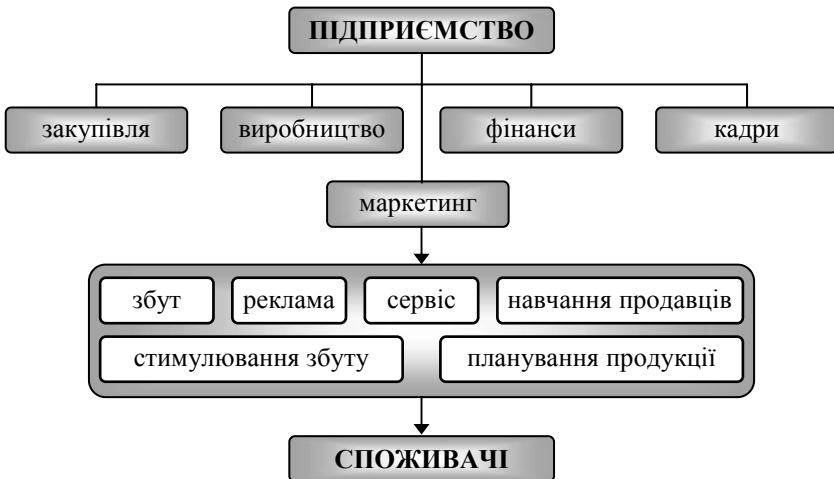 ПІДПРИЄМСТВО
закупівля виробництво фінанси кадри
маркетинг
збут реклама сервіс навчання продавців
стимулювання збуту планування продукції
СПОЖИВАЧІ